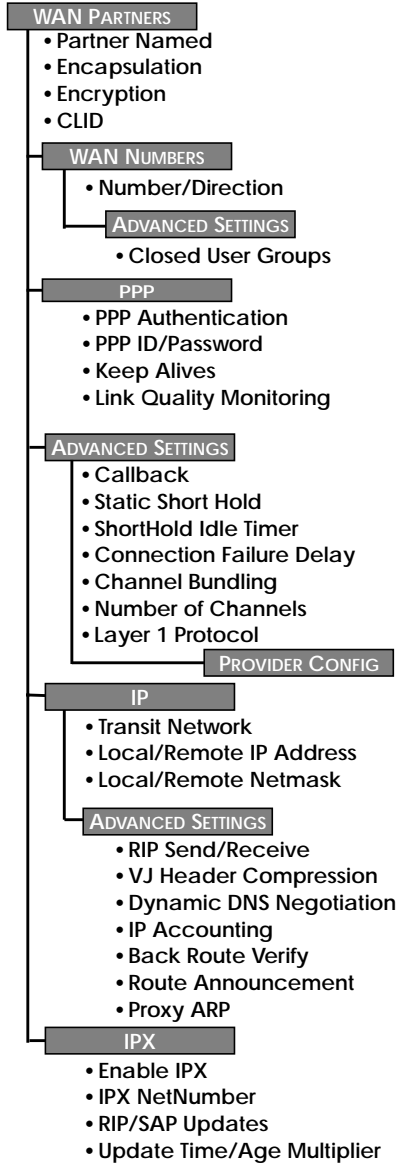 WAN PARTNERS
• Partner Named
• Encapsulation
• Encryption
• CLID
WAN NUMBERS
• Number/Direction
ADVANCED SETTINGS
• Closed User Groups
PPP
• PPP Authentication
• PPP ID/Password
• Keep Alives
• Link Quality Monitoring
ADVANCED SETTINGS
• Callback
• Static Short Hold
• ShortHold Idle Timer
• Connection Failure Delay
• Channel Bundling
• Number of Channels
• Layer 1 Protocol
PROVIDER CONFIG
IP
• Transit Network
• Local/Remote IP Address
• Local/Remote Netmask
ADVANCED SETTINGS
• RIP Send/Receive
• VJ Header Compression
• Dynamic DNS Negotiation
• IP Accounting
• Back Route Verify
• Route Announcement
• Proxy ARP
IPX
• Enable IPX
• IPX NetNumber
• RIP/SAP Updates
• Update Time/Age Multiplier